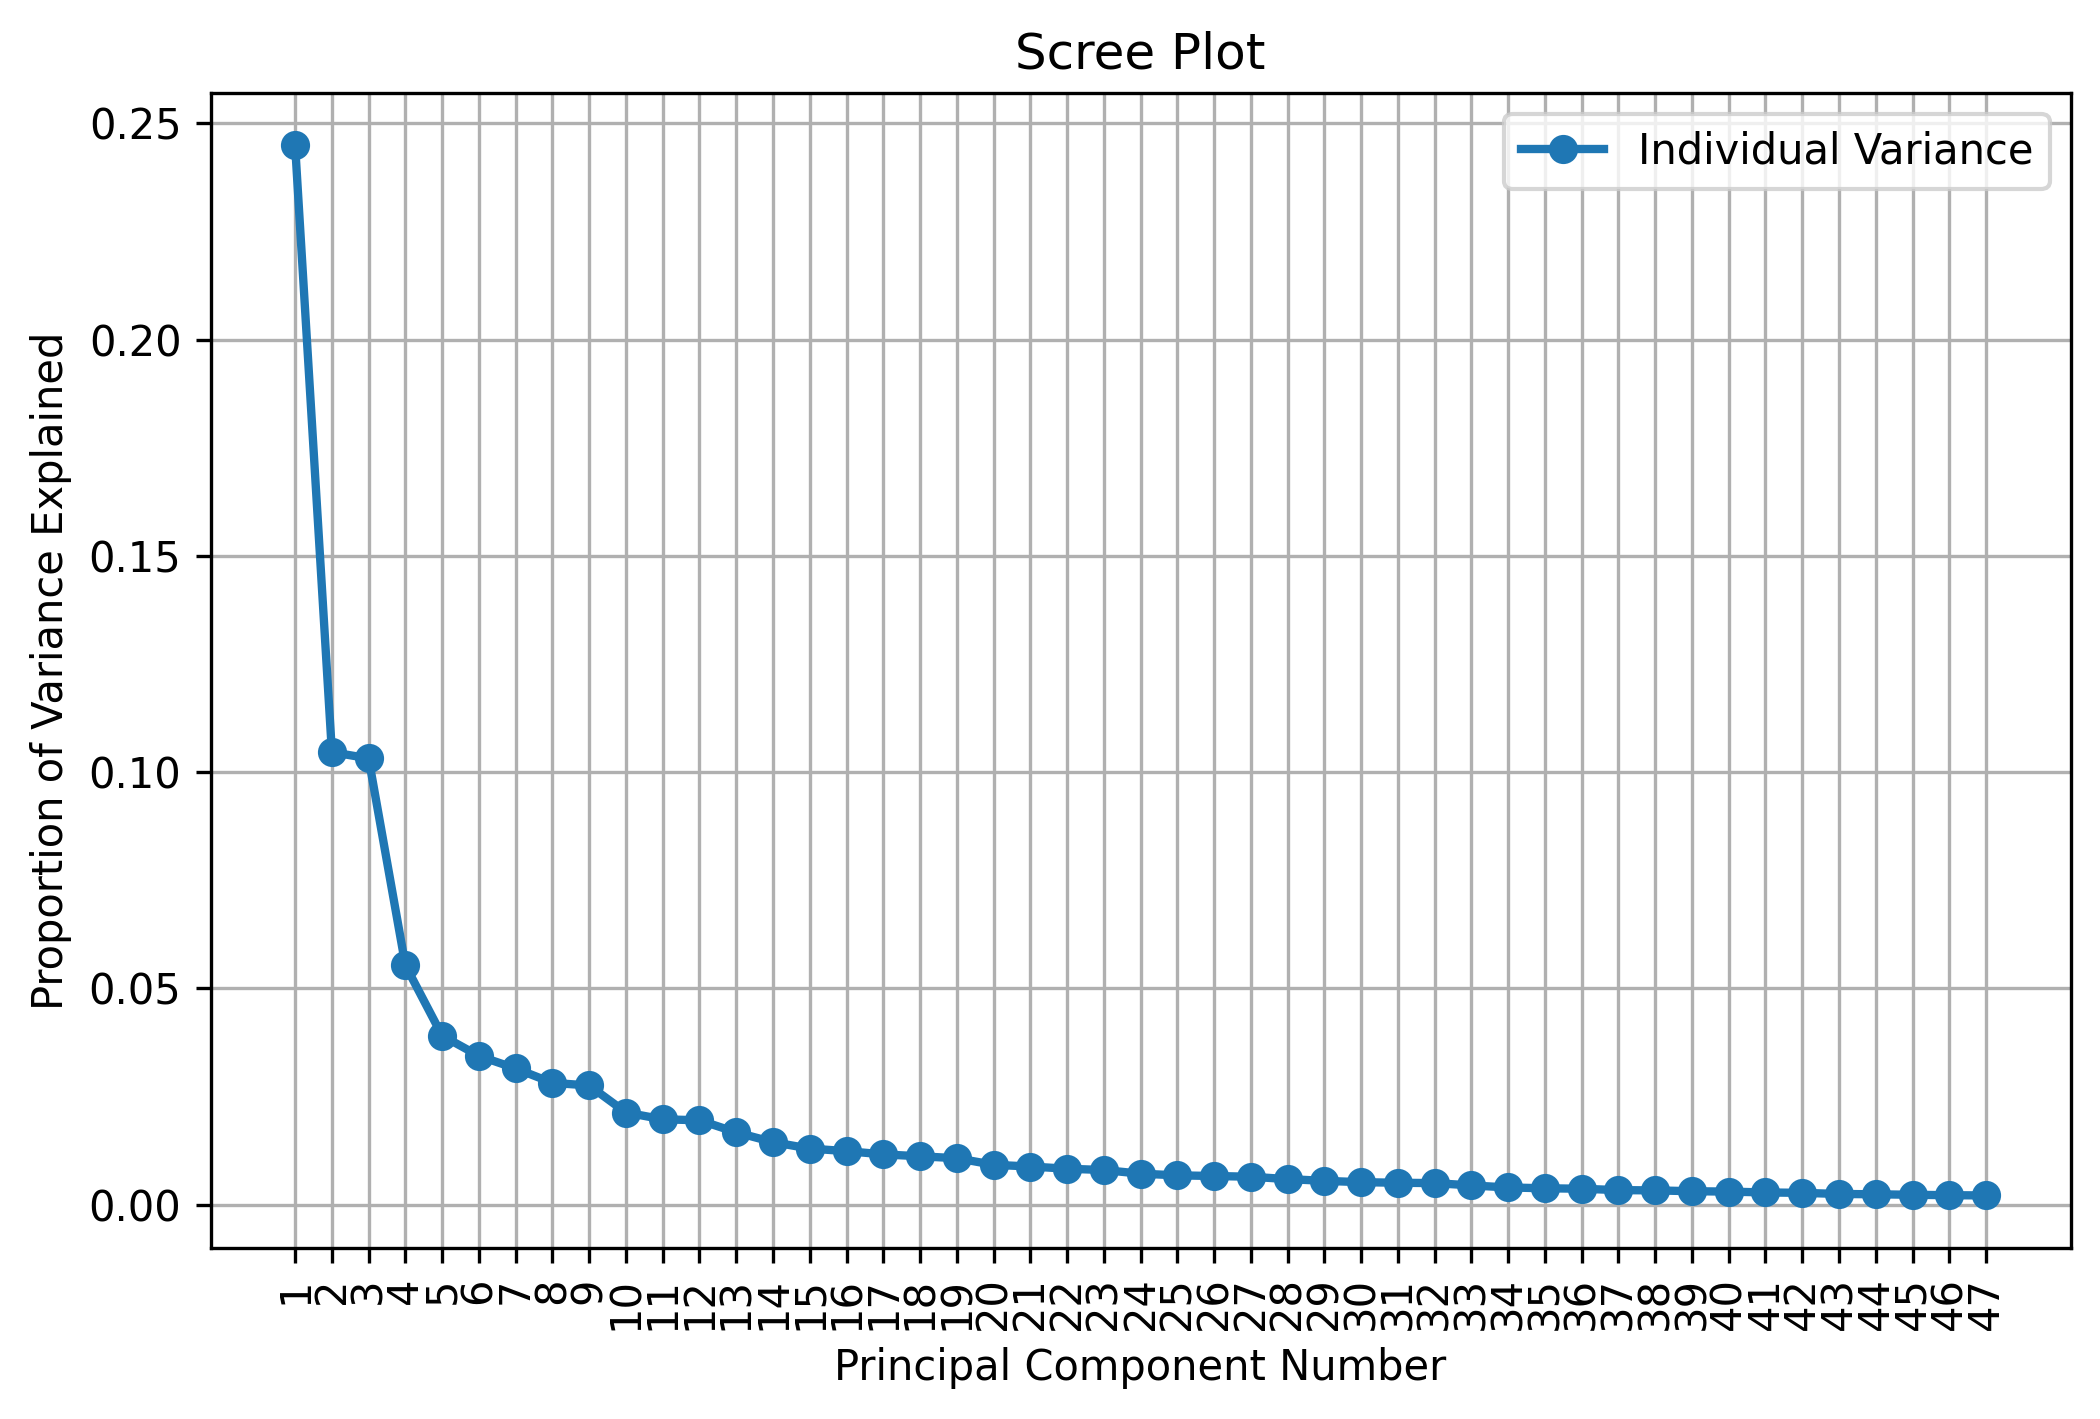 Scree Plot
Individual Variance
Proportion of Variance Explained
0.25
0.20
0.15
0.10
0.05
0.00
1 2 3 4 5 6 7 8 9 10 11 12 13 14 15 16 17 18 19 20 21 22 23 24 25 26 27 28 29 30 31 32 33 34 35 36 37 38 39 40 41 42 43 44 45 46 47
Principal Component Number